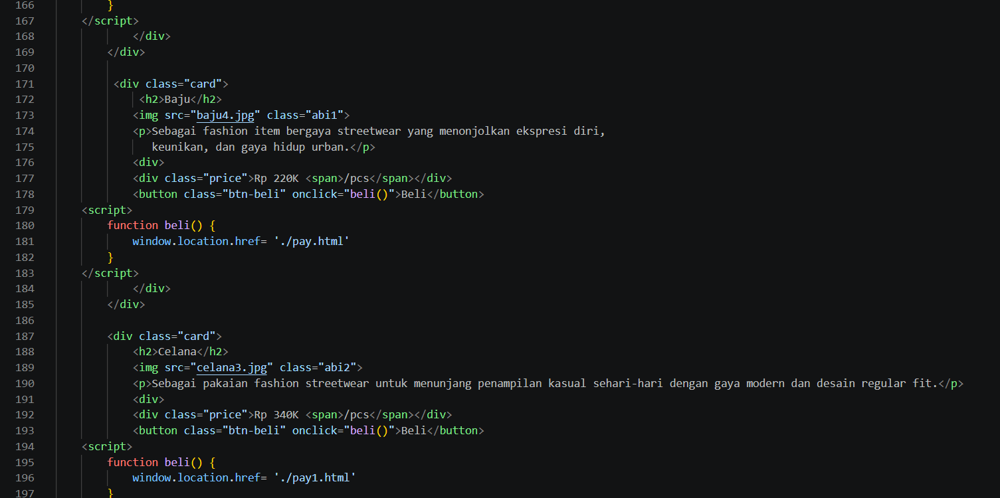 166 }
167 </script>
168 </div>
169 </div>
170
171 <div class="card">
172 <h2>Baju</h2>
173 <img src="baju4.jpg" class="abi1">
174 <p>Sebagai fashion item bergaya streetwear yang menonjolkan ekspresi diri,
175 keunikan, dan gaya hidup urban.</p>
176 <div>
177 <div class="price">Rp 220K <span>/pcs</span></div>
178 <button class="btn-beli" onclick="beli()">Beli</button>
179 <script>
180 function beli() {
181 window.location.href= './pay.html'
182 }
183 </script>
184 </div>
185 </div>
186
187 <div class="card">
188 <h2>Celana</h2>
189 <img src="celana3.jpg" class="abi2">
190 <p>Sebagai pakaian fashion streetwear untuk menunjang penampilan kasual sehari-hari dengan gaya modern dan desain regular fit.</p>
191 <div>
192 <div class="price">Rp 340K <span>/pcs</span></div>
193 <button class="btn-beli" onclick="beli()">Beli</button>
194 <script>
195 function beli() {
196 window.location.href= './pay1.html'
197 }